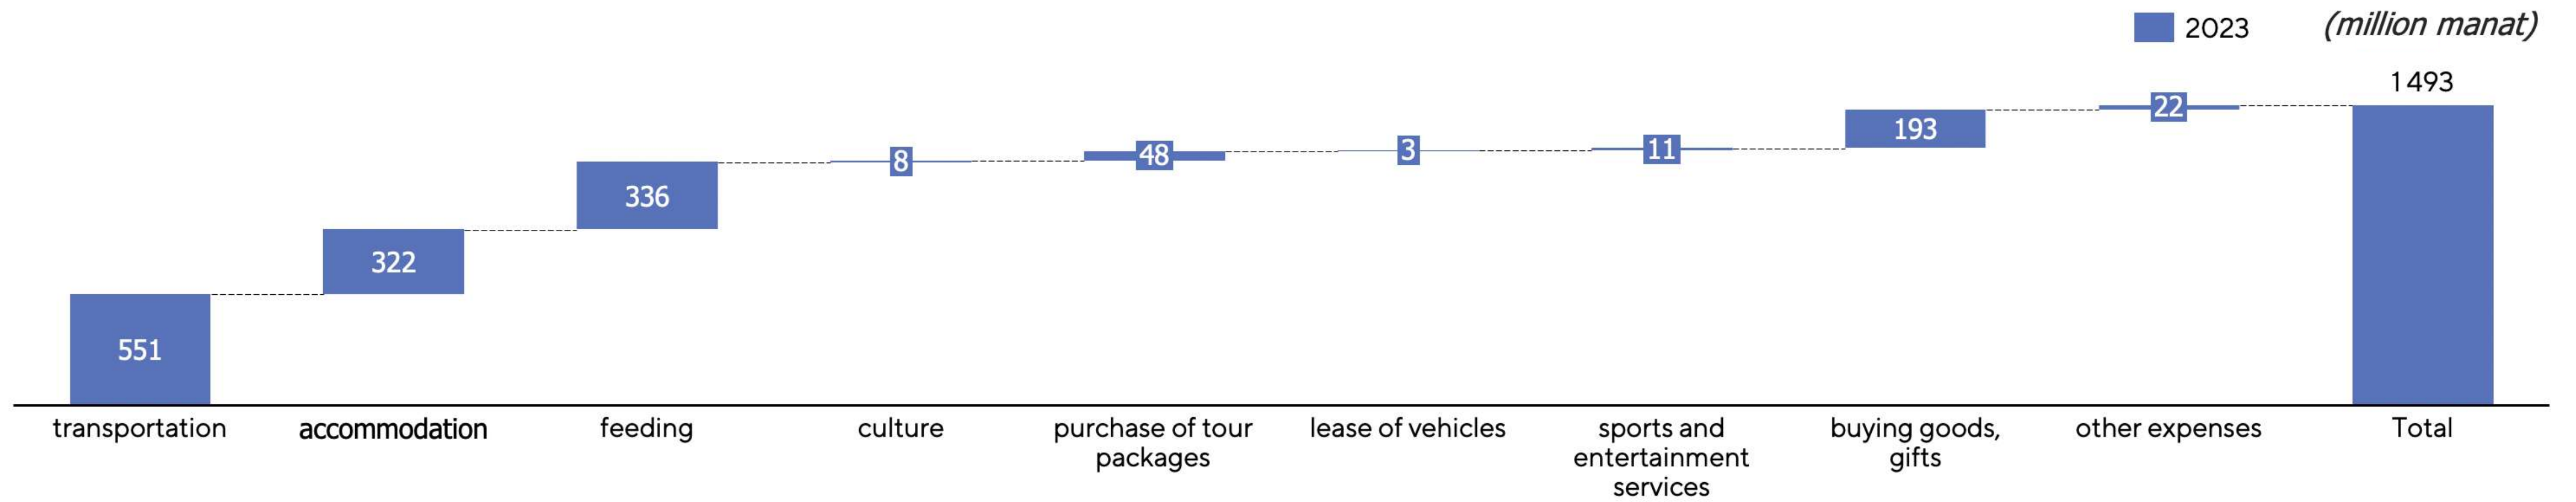 2023 (million manat)
1 493
22
193
8
48
3
11
336
322
551
transportation
accommodation
feeding
culture
purchase of tour
packages
lease of vehicles
sports and
entertainment
services
buying goods,
gifts
other expenses
Total